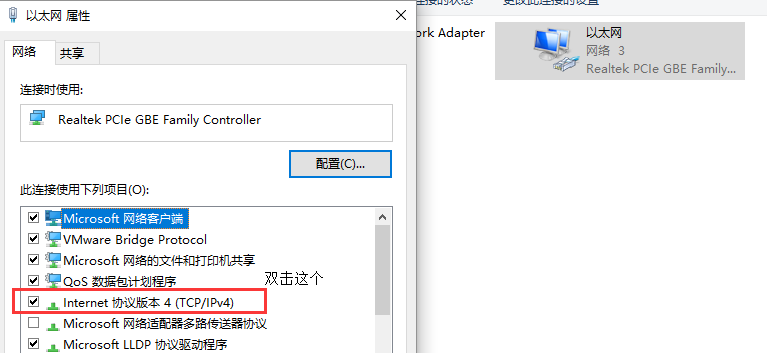 以太网 属性
网络
共享
连接时使用:
Realtek PCIe GBE Family Controller
配置(C)...
此连接使用下列项目(O):
Microsoft 网络客户端
VMware Bridge Protocol
Microsoft 网络的文件和打印机共享
QoS 数据包计划程序
双击这个
Internet 协议版本 4 (TCP/IPv4)
Microsoft 网络适配器多路传送器协议
Microsoft LLDP 协议驱动程序
ork Adapter
以太网
网络 3
Realtek PCIe GBE Family...